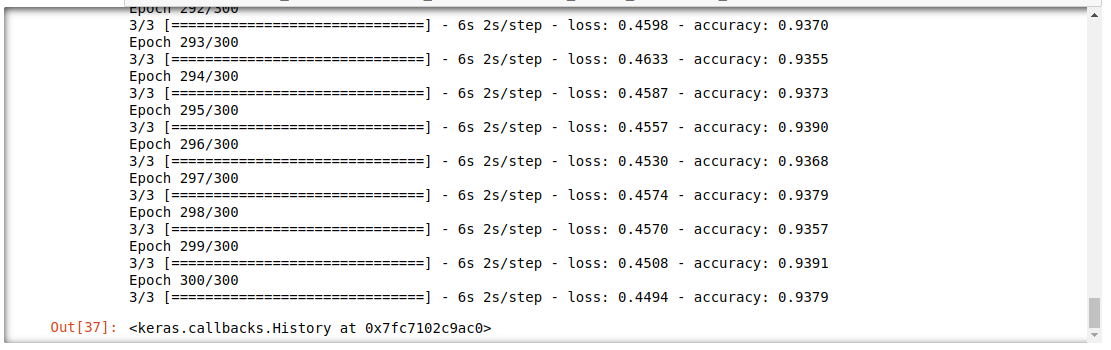 Epoch 292/300
3/3 [==============================] - 6s 2s/step - loss: 0.4598 - accuracy: 0.9370
Epoch 293/300
3/3 [==============================] - 6s 2s/step - loss: 0.4633 - accuracy: 0.9355
Epoch 294/300
3/3 [==============================] - 6s 2s/step - loss: 0.4587 - accuracy: 0.9373
Epoch 295/300
3/3 [==============================] - 6s 2s/step - loss: 0.4557 - accuracy: 0.9390
Epoch 296/300
3/3 [==============================] - 6s 2s/step - loss: 0.4530 - accuracy: 0.9368
Epoch 297/300
3/3 [==============================] - 6s 2s/step - loss: 0.4574 - accuracy: 0.9379
Epoch 298/300
3/3 [==============================] - 6s 2s/step - loss: 0.4570 - accuracy: 0.9357
Epoch 299/300
3/3 [==============================] - 6s 2s/step - loss: 0.4508 - accuracy: 0.9391
Epoch 300/300
3/3 [==============================] - 6s 2s/step - loss: 0.4494 - accuracy: 0.9379
Out[37]: <keras.callbacks.History at 0x7fc7102c9ac0>